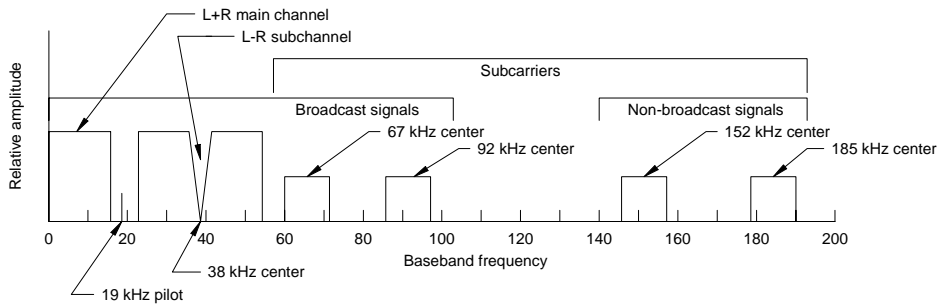 L+R main channel
L-R subchannel
Subcarriers
Broadcast signals
Non-broadcast signals
67 kHz center
152 kHz center
92 kHz center
185 kHz center
Relative amplitude
0 20 40 60 80 100 120 140 160 180 200
Baseband frequency
38 kHz center
19 kHz pilot